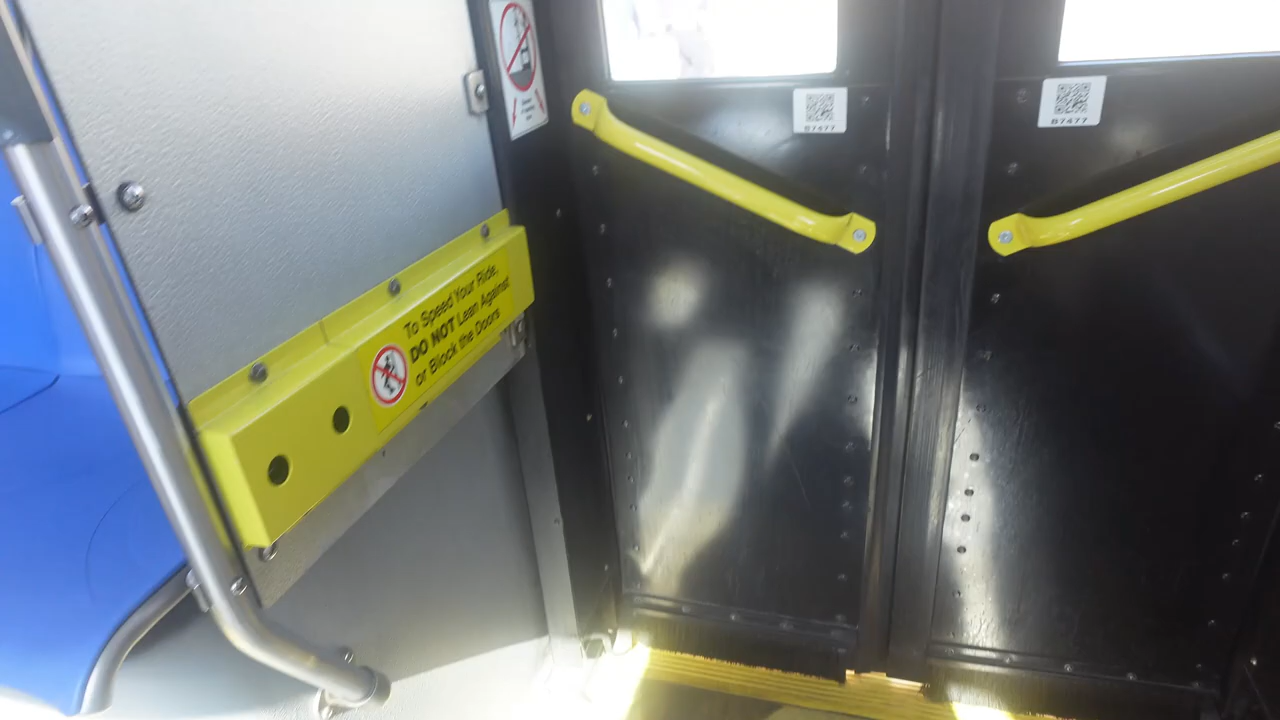 To Speed Your Ride,
DO NOT Lean Against
or Block the Doors
B7477
B7477